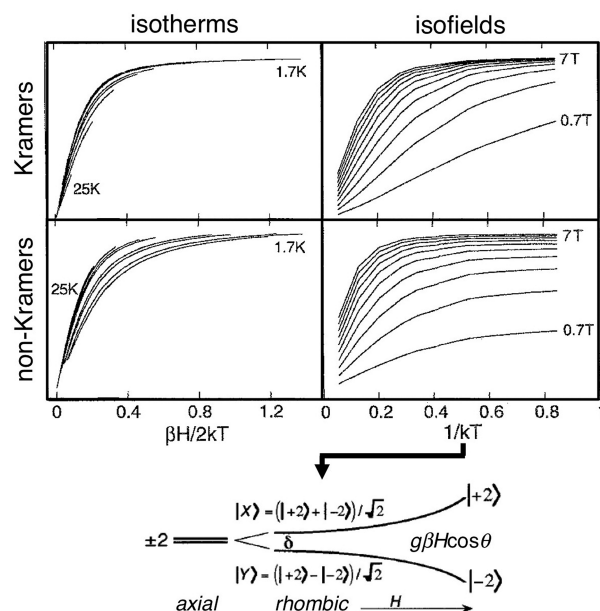 isotherms isofields
Kramers
1.7K
25K
7T
0.7T
non-Kramers
1.7K
25K
7T
0.7T
0 0.4 0.8 1.2 0 0.2 0.4 0.6 0.8 1
βH/2kT 1/kT
|X⟩=(|+2⟩+|−2⟩)/√2
|+2⟩
±2 δ gβHcosθ
|Y⟩=(|+2⟩−|−2⟩)/√2
|−2⟩
axial rhombic H